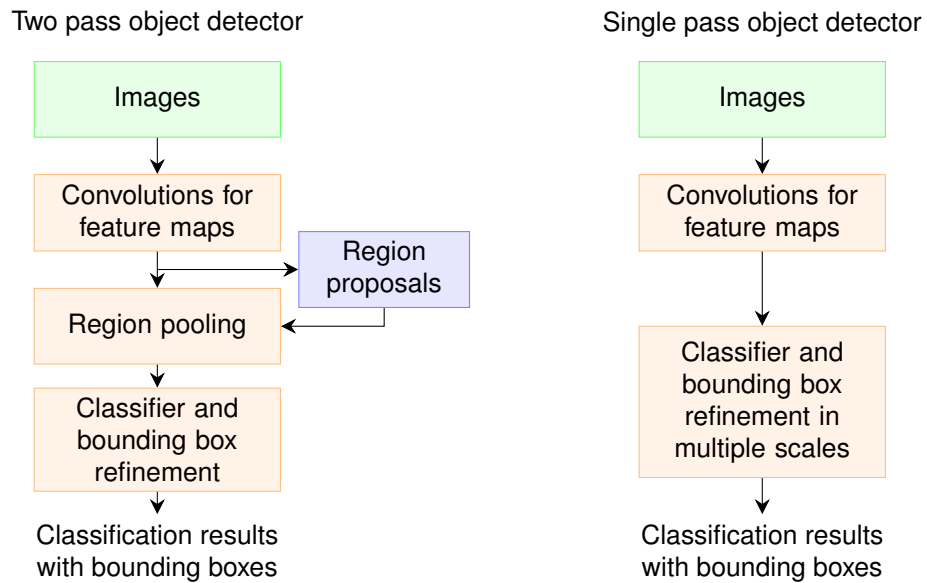 Two pass object detector
Images
Convolutions for
feature maps
Region
proposals
Region pooling
Classifier and
bounding box
refinement
Classification results
with bounding boxes
Single pass object detector
Images
Convolutions for
feature maps
Classifier and
bounding box
refinement in
multiple scales
Classification results
with bounding boxes